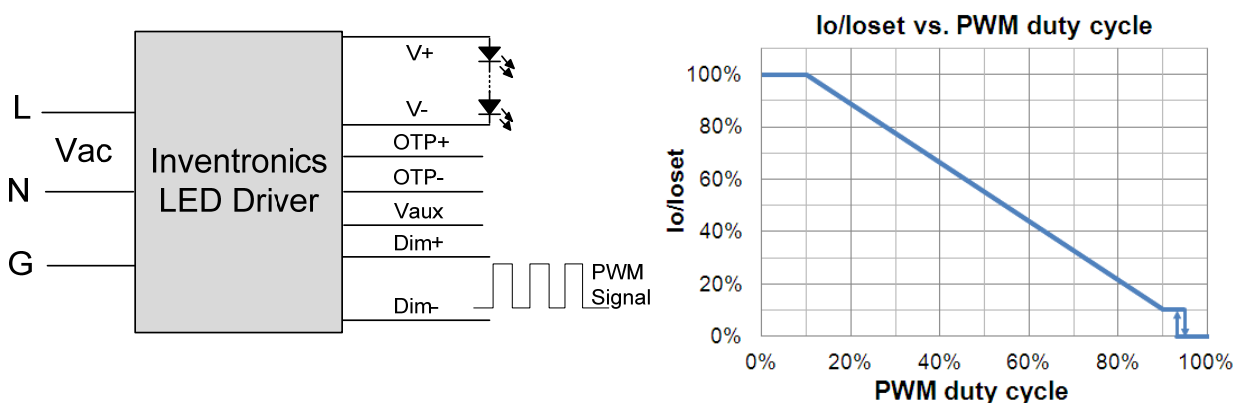 L
Vac
N
G
Inventronics
LED Driver
V+
V-
OTP+
OTP-
Vaux
Dim+
Dim-
PWM
Signal
Io/Ioset vs. PWM duty cycle
Io/Ioset
100%
80%
60%
40%
20%
0%
0% 20% 40% 60% 80% 100%
PWM duty cycle